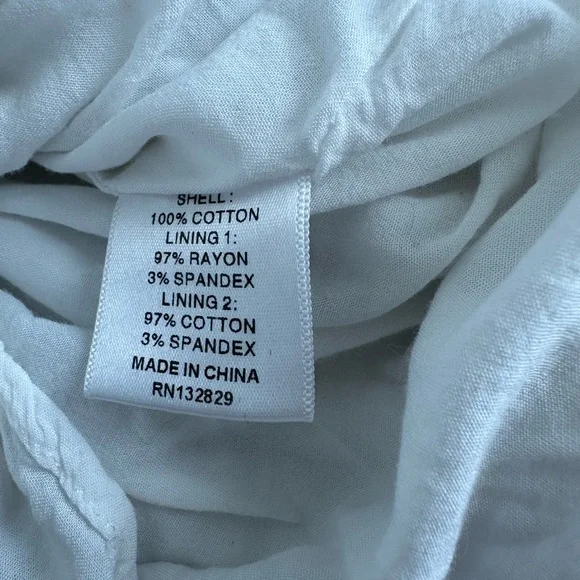 SHELL:
100% COTTON
LINING 1:
97% RAYON
3% SPANDEX
LINING 2:
97% COTTON
3% SPANDEX
MADE IN CHINA
RN132829